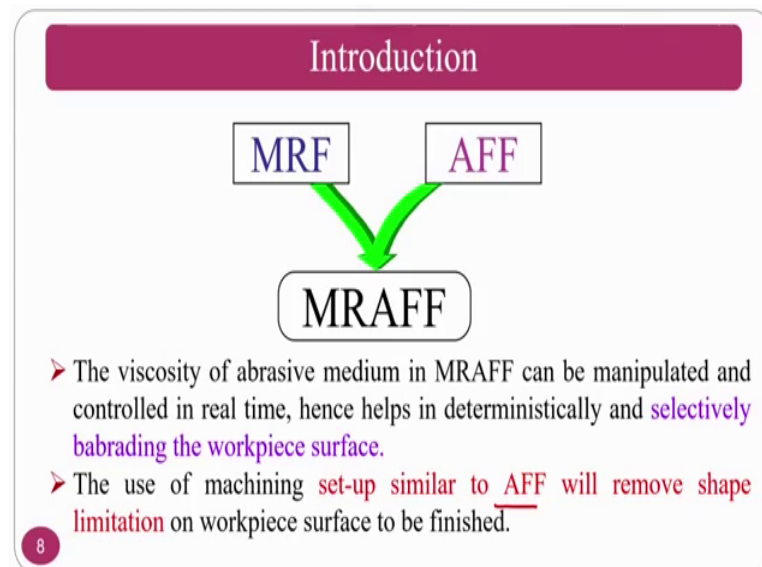 Introduction
MRF AFF
MRAFF
➢ The viscosity of abrasive medium in MRAFF can be manipulated and
controlled in real time, hence helps in deterministically and selectively
babrading the workpiece surface.
➢ The use of machining set-up similar to AFF will remove shape
limitation on workpiece surface to be finished.
8